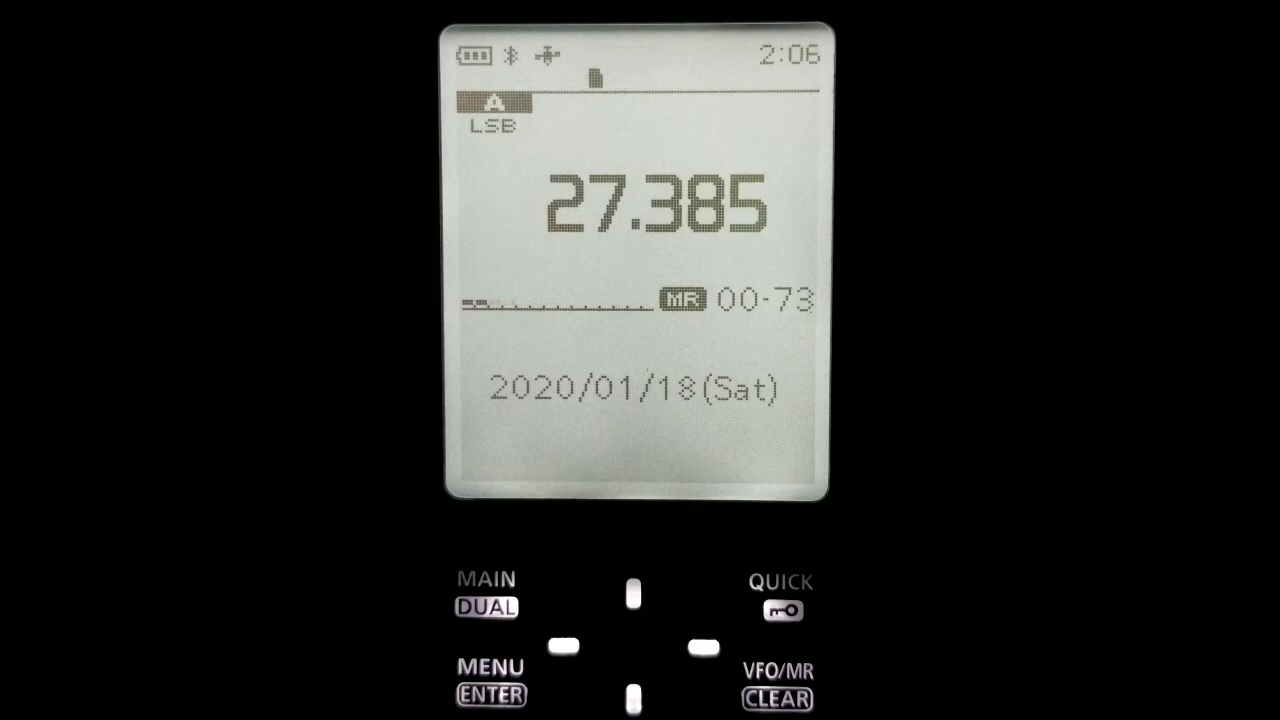 2:06
A
LSB
27.385
MR 00-73
2020/01/18(Sat)
MAIN QUICK
DUAL
MENU VFO/MR
ENTER CLEAR